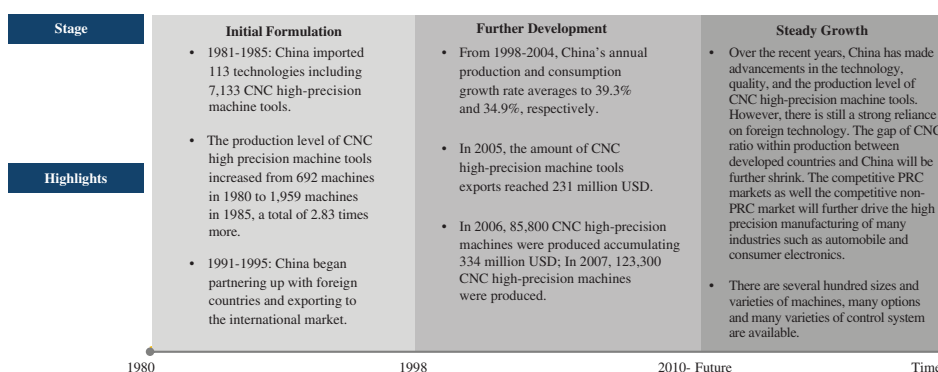 Stage
Initial Formulation
• 1981-1985: China imported
113 technologies including
7,133 CNC high-precision
machine tools.
• The production level of CNC
high precision machine tools
increased from 692 machines
in 1980 to 1,959 machines
in 1985, a total of 2.83 times
more.
• 1991-1995: China began
partnering up with foreign
countries and exporting to
the international market.
Further Development
• From 1998-2004, China's annual
production and consumption
growth rate averages to 39.3%
and 34.9%, respectively.
• In 2005, the amount of CNC
high-precision machine tools
exports reached 231 million USD.
• In 2006, 85,800 CNC high-precision
machines were produced accumulating
334 million USD; In 2007, 123,300
CNC high-precision machines
were produced.
Steady Growth
• Over the recent years, China has made
advancements in the technology,
quality, and the production level of
CNC high-precision machine tools.
However, there is still a strong reliance
on foreign technology. The gap of CNC
ratio within production between
developed countries and China will be
further shrink. The competitive PRC
markets as well the competitive non-
PRC market will further drive the high
precision manufacturing of many
industries such as automobile and
consumer electronics.
• There are several hundred sizes and
varieties of machines, many options
and many varieties of control system
are available.
Highlights
1980
1998
2010- Future
Time